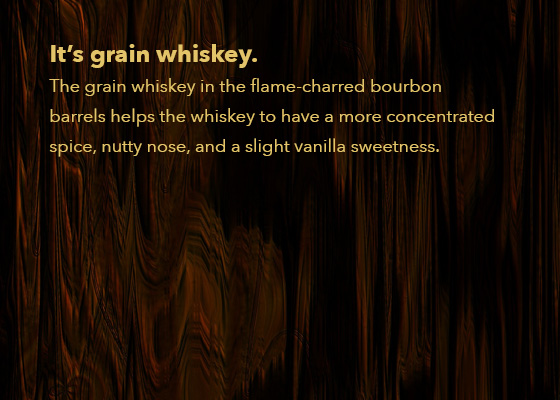 It’s grain whiskey.
The grain whiskey in the flame-charred bourbon
barrels helps the whiskey to have a more concentrated
spice, nutty nose, and a slight vanilla sweetness.